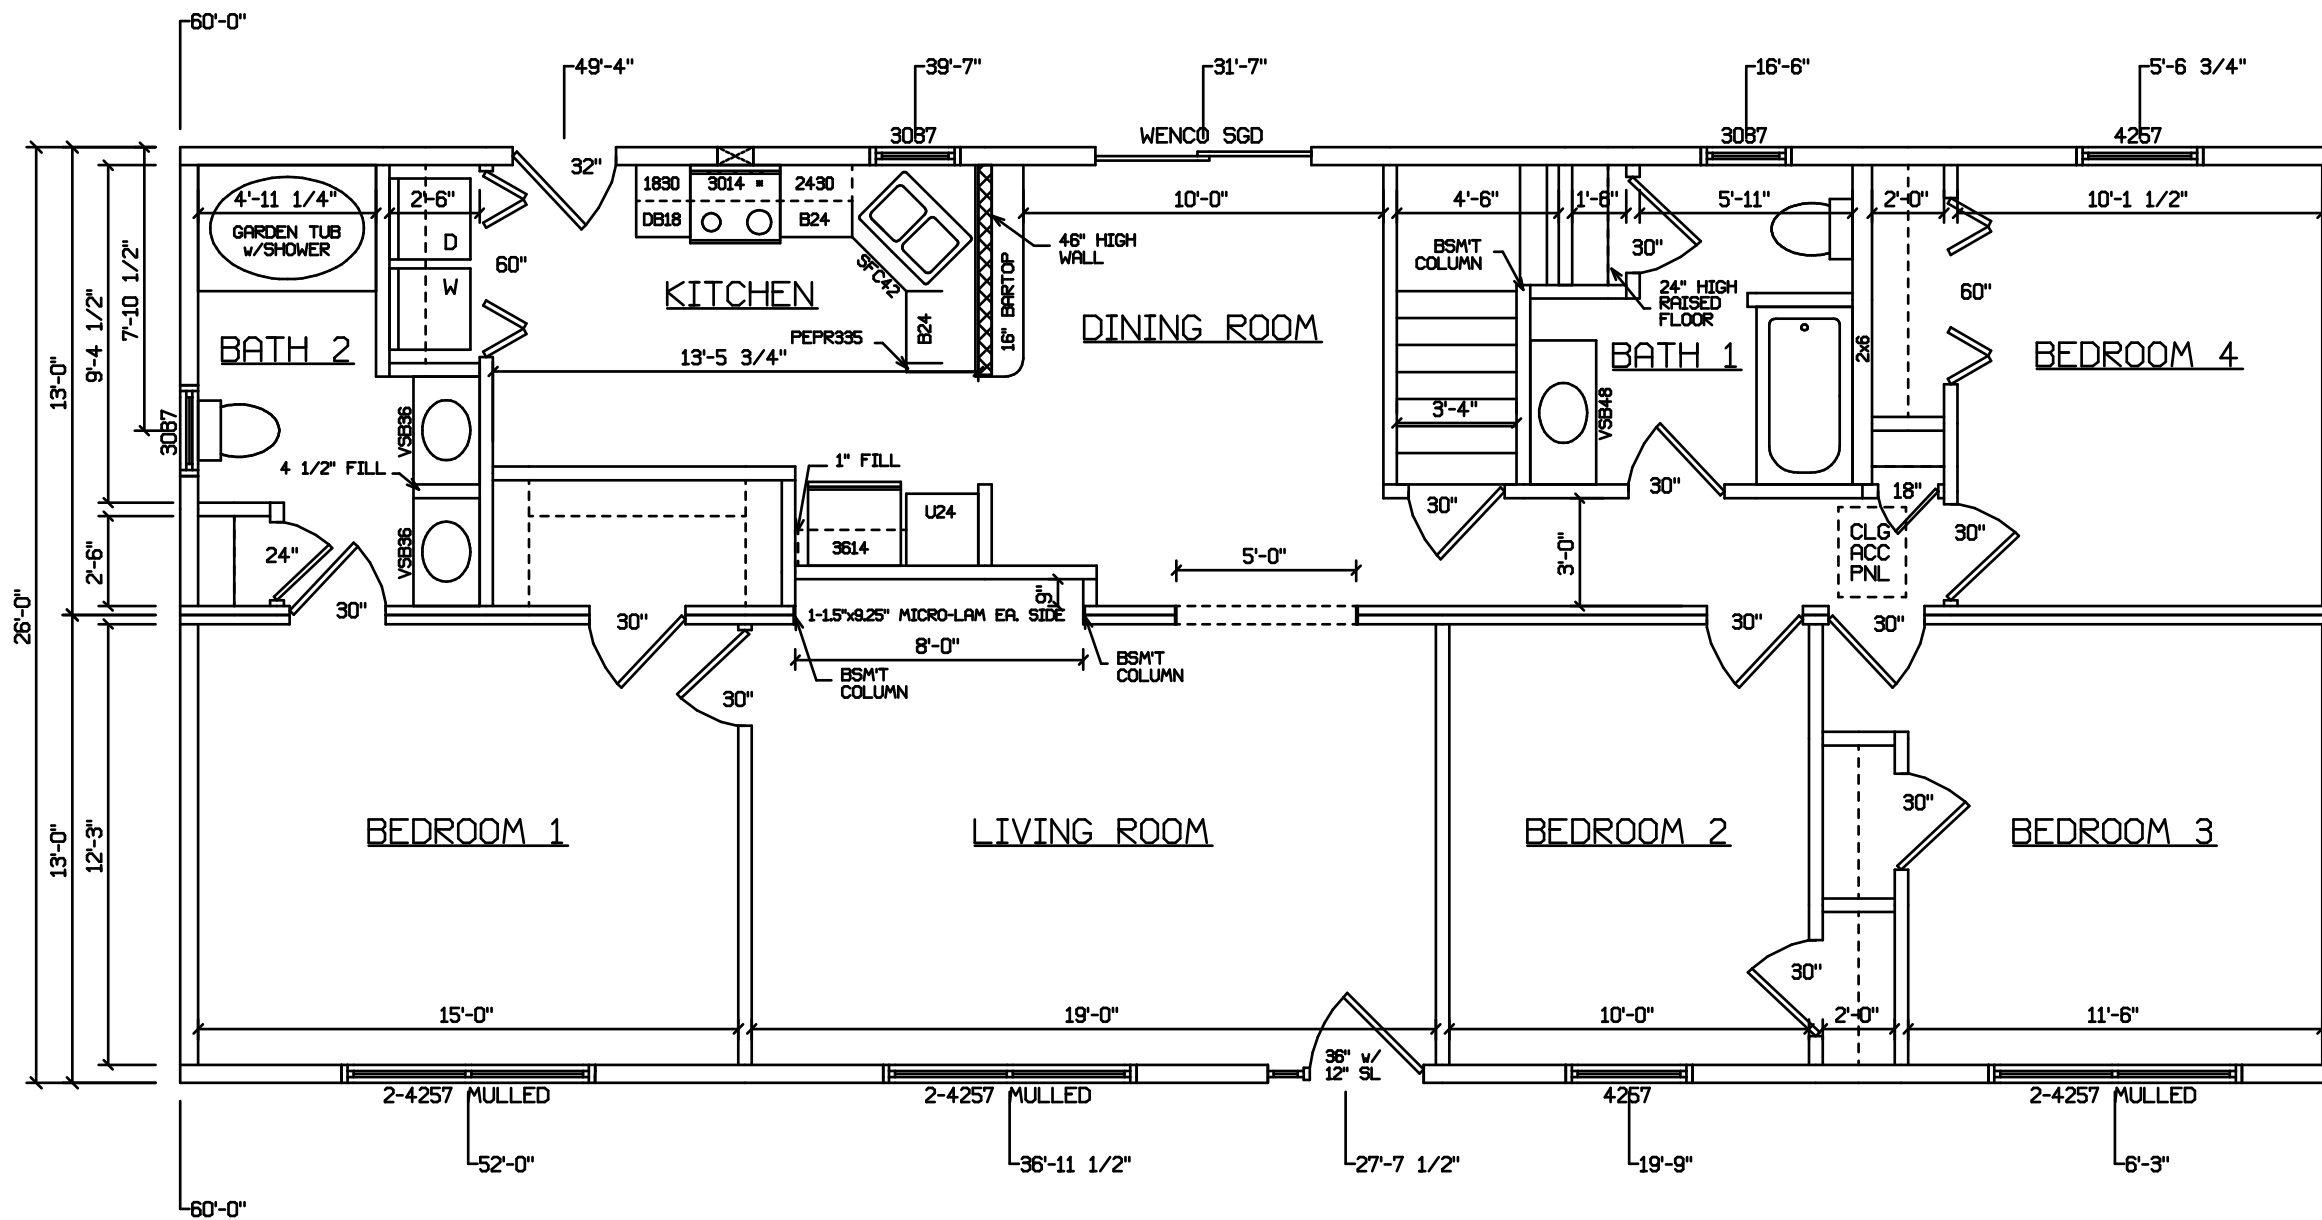 60'-0"
49'-4"
39'-7"
31'-7"
16'-6"
5'-6 3/4"
3087
WENCO SGD
3087
4257
32"
4'-11 1/4"
2'-6"
1830
3014
2430
10'-0"
4'-6"
1'-8"
5'-11"
2'-0"
10'-1 1/2"
GARDEN TUB
w/SHOWER
D
DB18
B24
46" HIGH
WALL
BSM'T
COLUMN
30"
60"
W
SFC42
KITCHEN
16" BARTOP
24" HIGH
RAISED
FLOOR
60"
7'-10 1/2"
9'-4 1/2"
13'-0"
BATH 2
PEPR335
B24
DINING ROOM
BATH 1
2x6
BEDROOM 4
13'-5 3/4"
3'-4"
VSB48
3087
VSB36
4 1/2" FILL
1" FILL
30"
30"
18"
U24
3614
CLG
ACC
PNL
30"
2'-6"
24"
VSB36
5'-0"
3'-0"
9"
26'-0"
30"
30"
1-1.5"x9.25" MICRO-LAM EA. SIDE
30"
30"
8'-0"
BSM'T
COLUMN
BSM'T
COLUMN
30"
13'-0"
12'-3"
BEDROOM 1
LIVING ROOM
BEDROOM 2
30"
BEDROOM 3
30"
15'-0"
19'-0"
10'-0"
2'-0"
11'-6"
36" w/
12" SL
2-4257 MULLED
2-4257 MULLED
4257
2-4257 MULLED
52'-0"
36'-11 1/2"
27'-7 1/2"
19'-9"
6'-3"
60'-0"